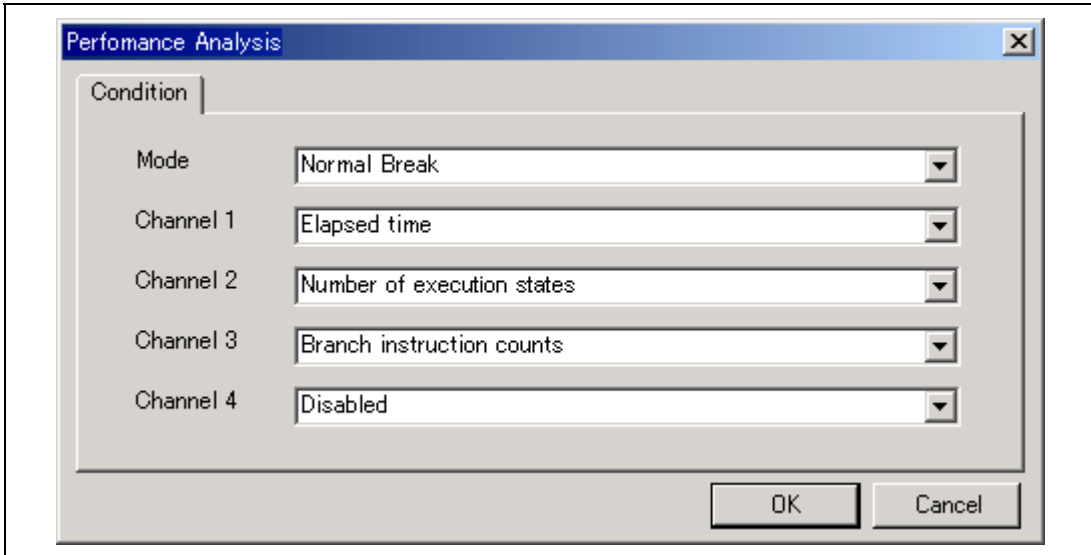 Perfomance Analysis
Condition
Mode Normal Break
Channel 1 Elapsed time
Channel 2 Number of execution states
Channel 3 Branch instruction counts
Channel 4 Disabled
OK Cancel